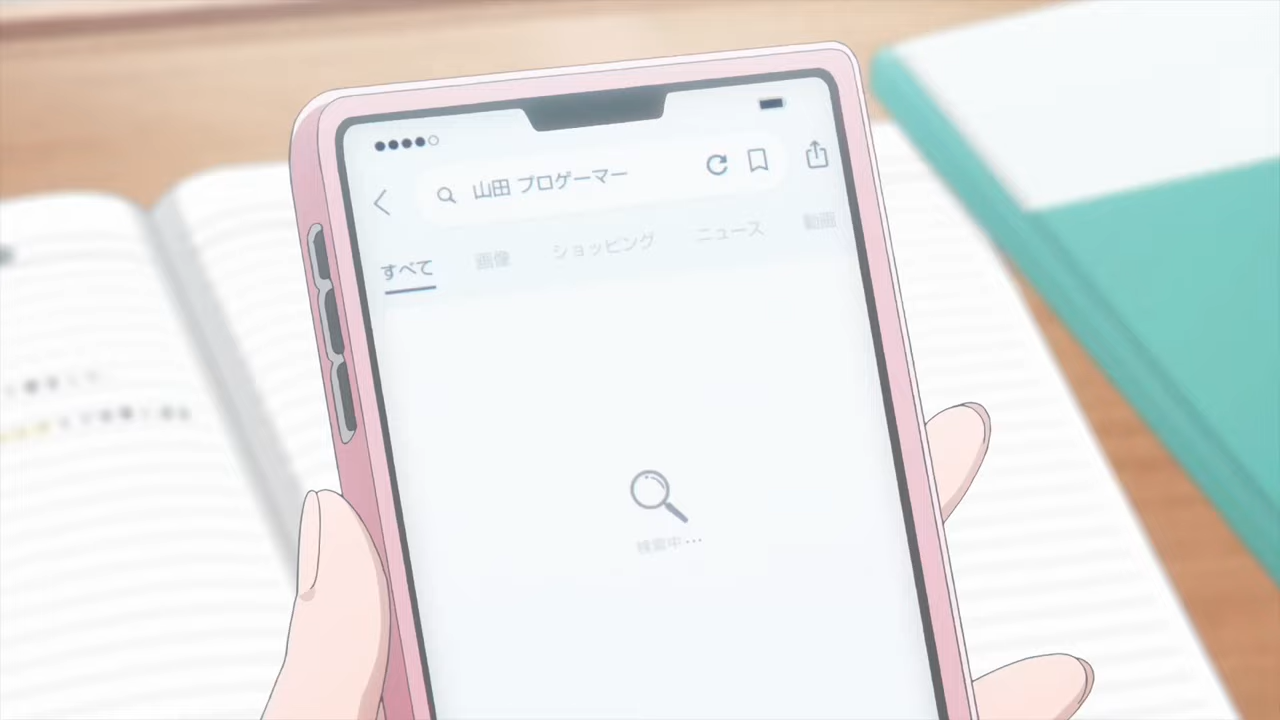 山田 プロゲーマー
すべて 画像 ショッピング ニュース 動画
検索中…